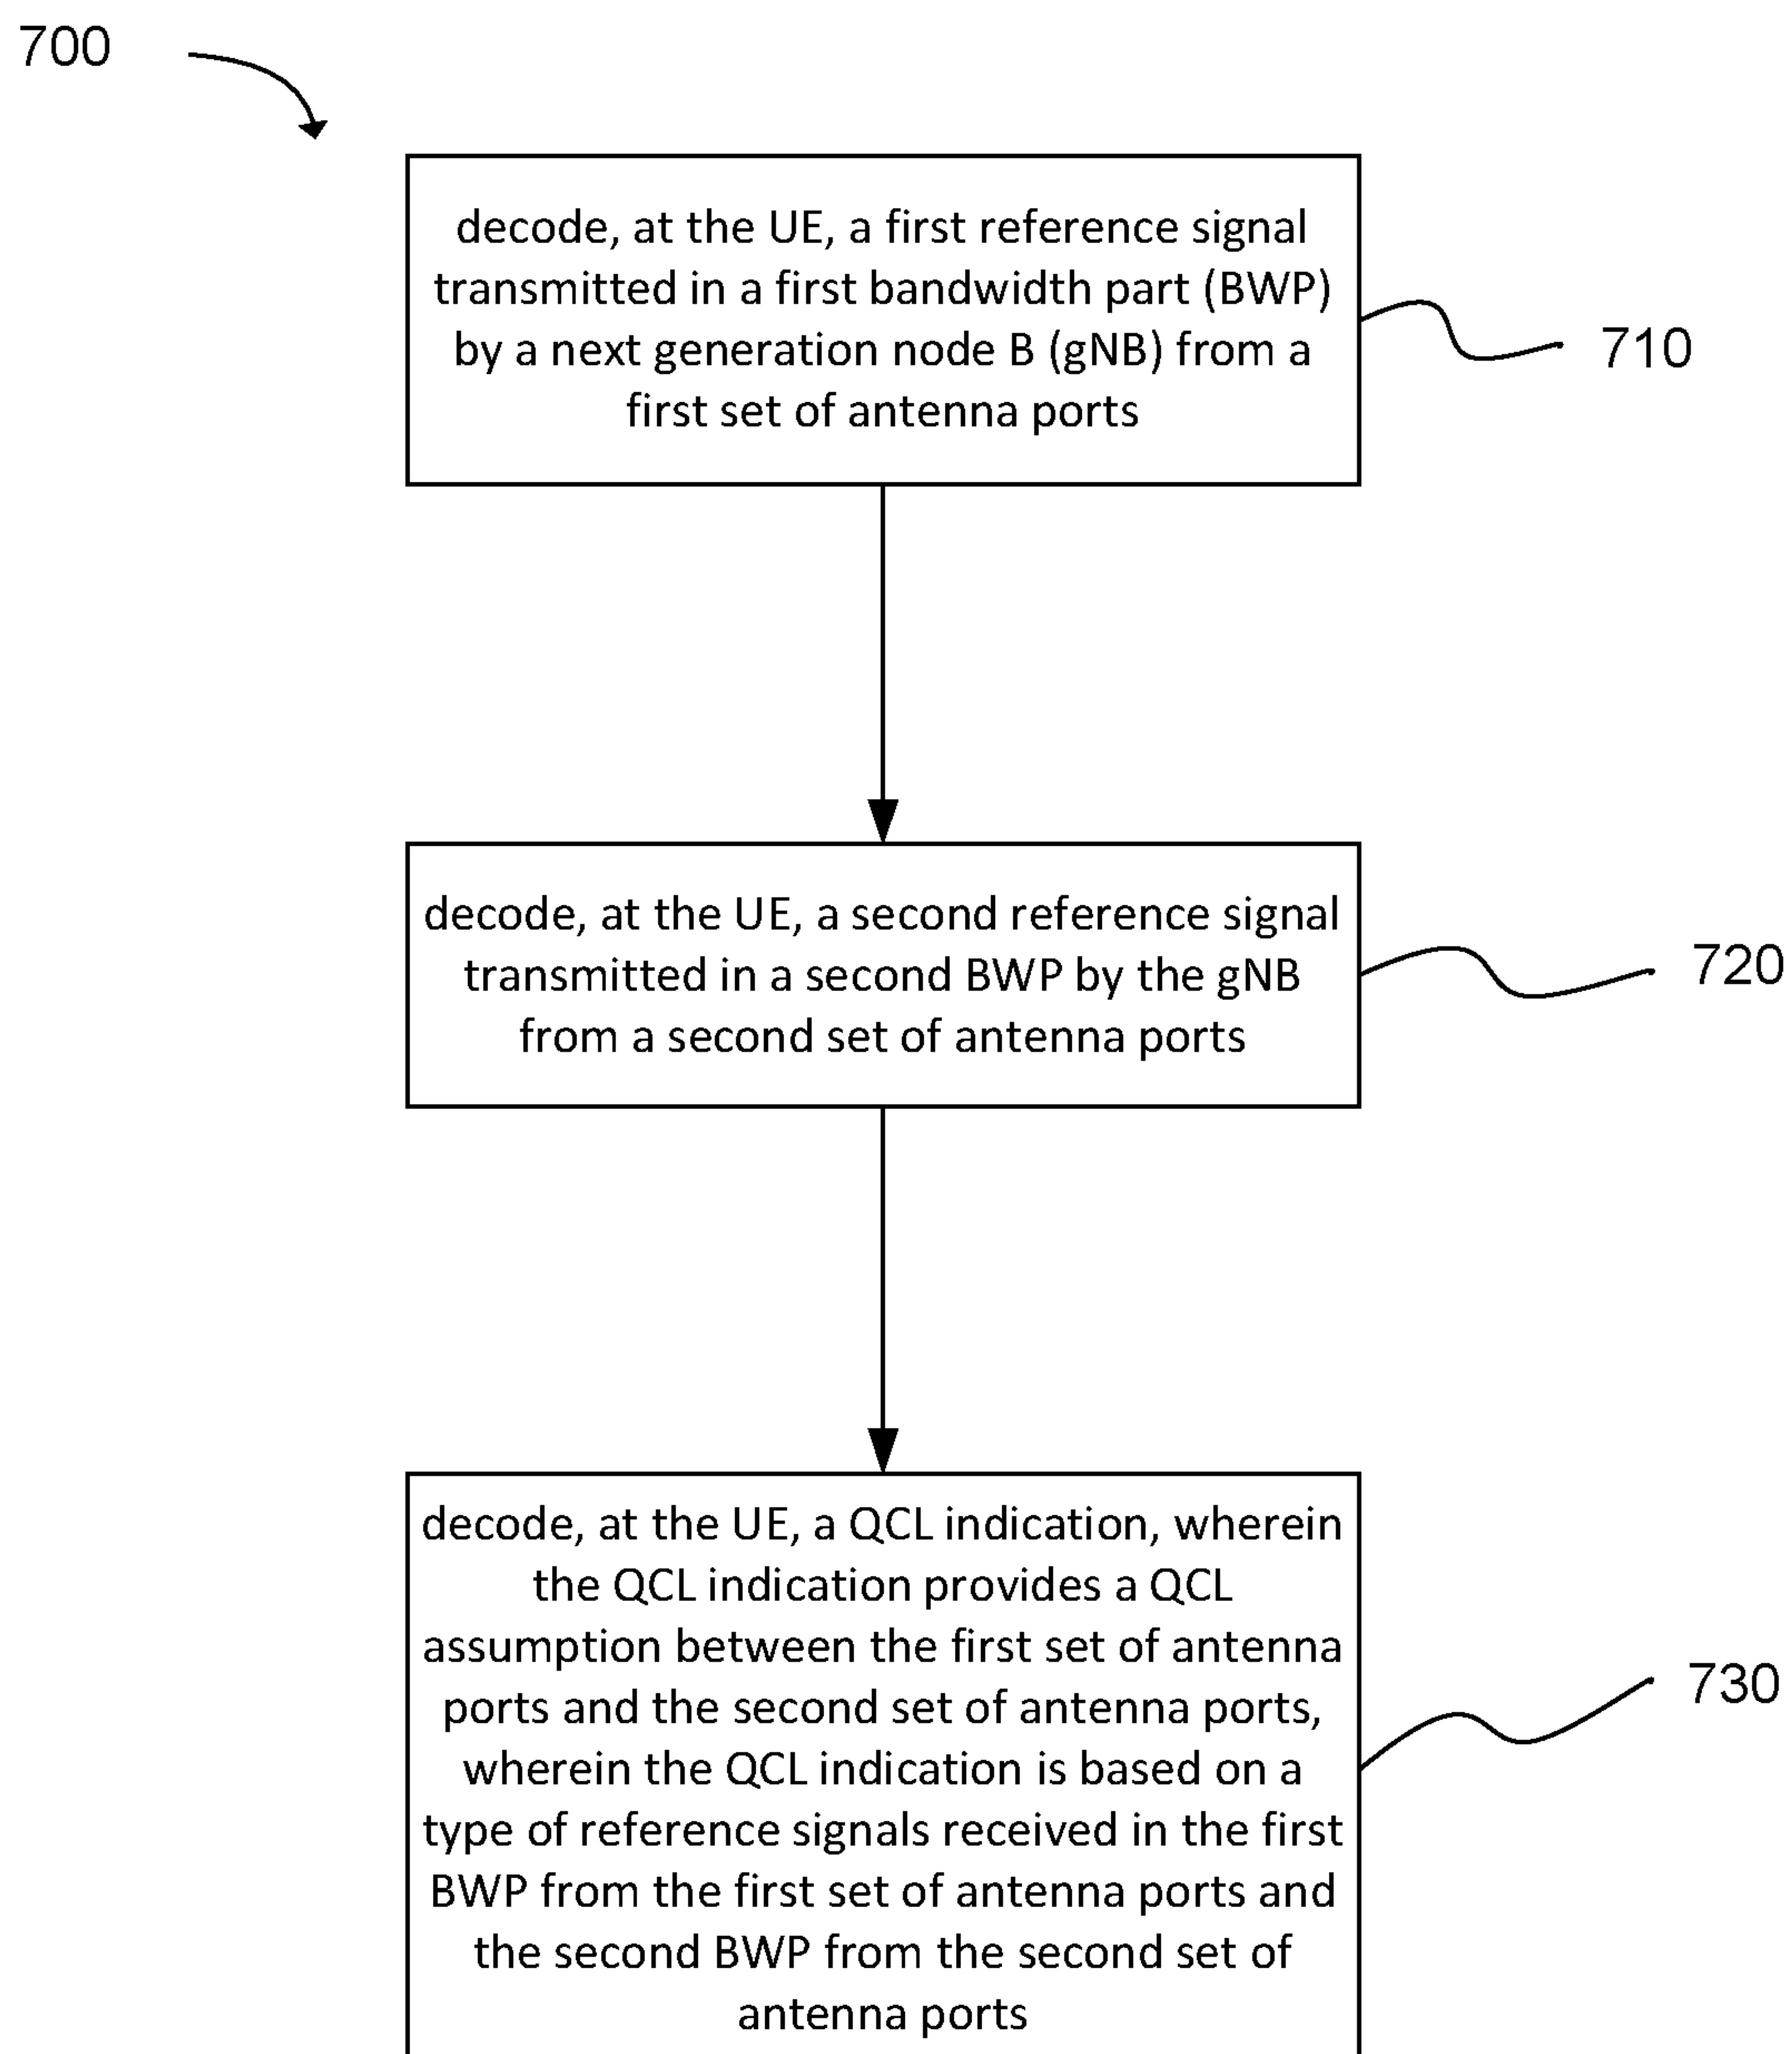 700
decode, at the UE, a first reference signal
transmitted in a first bandwidth part (BWP)
by a next generation node B (gNB) from a
first set of antenna ports
710
decode, at the UE, a second reference signal
transmitted in a second BWP by the gNB
from a second set of antenna ports
720
decode, at the UE, a QCL indication, wherein
the QCL indication provides a QCL
assumption between the first set of antenna
ports and the second set of antenna ports,
wherein the QCL indication is based on a
type of reference signals received in the first
BWP from the first set of antenna ports and
the second BWP from the second set of
antenna ports
730